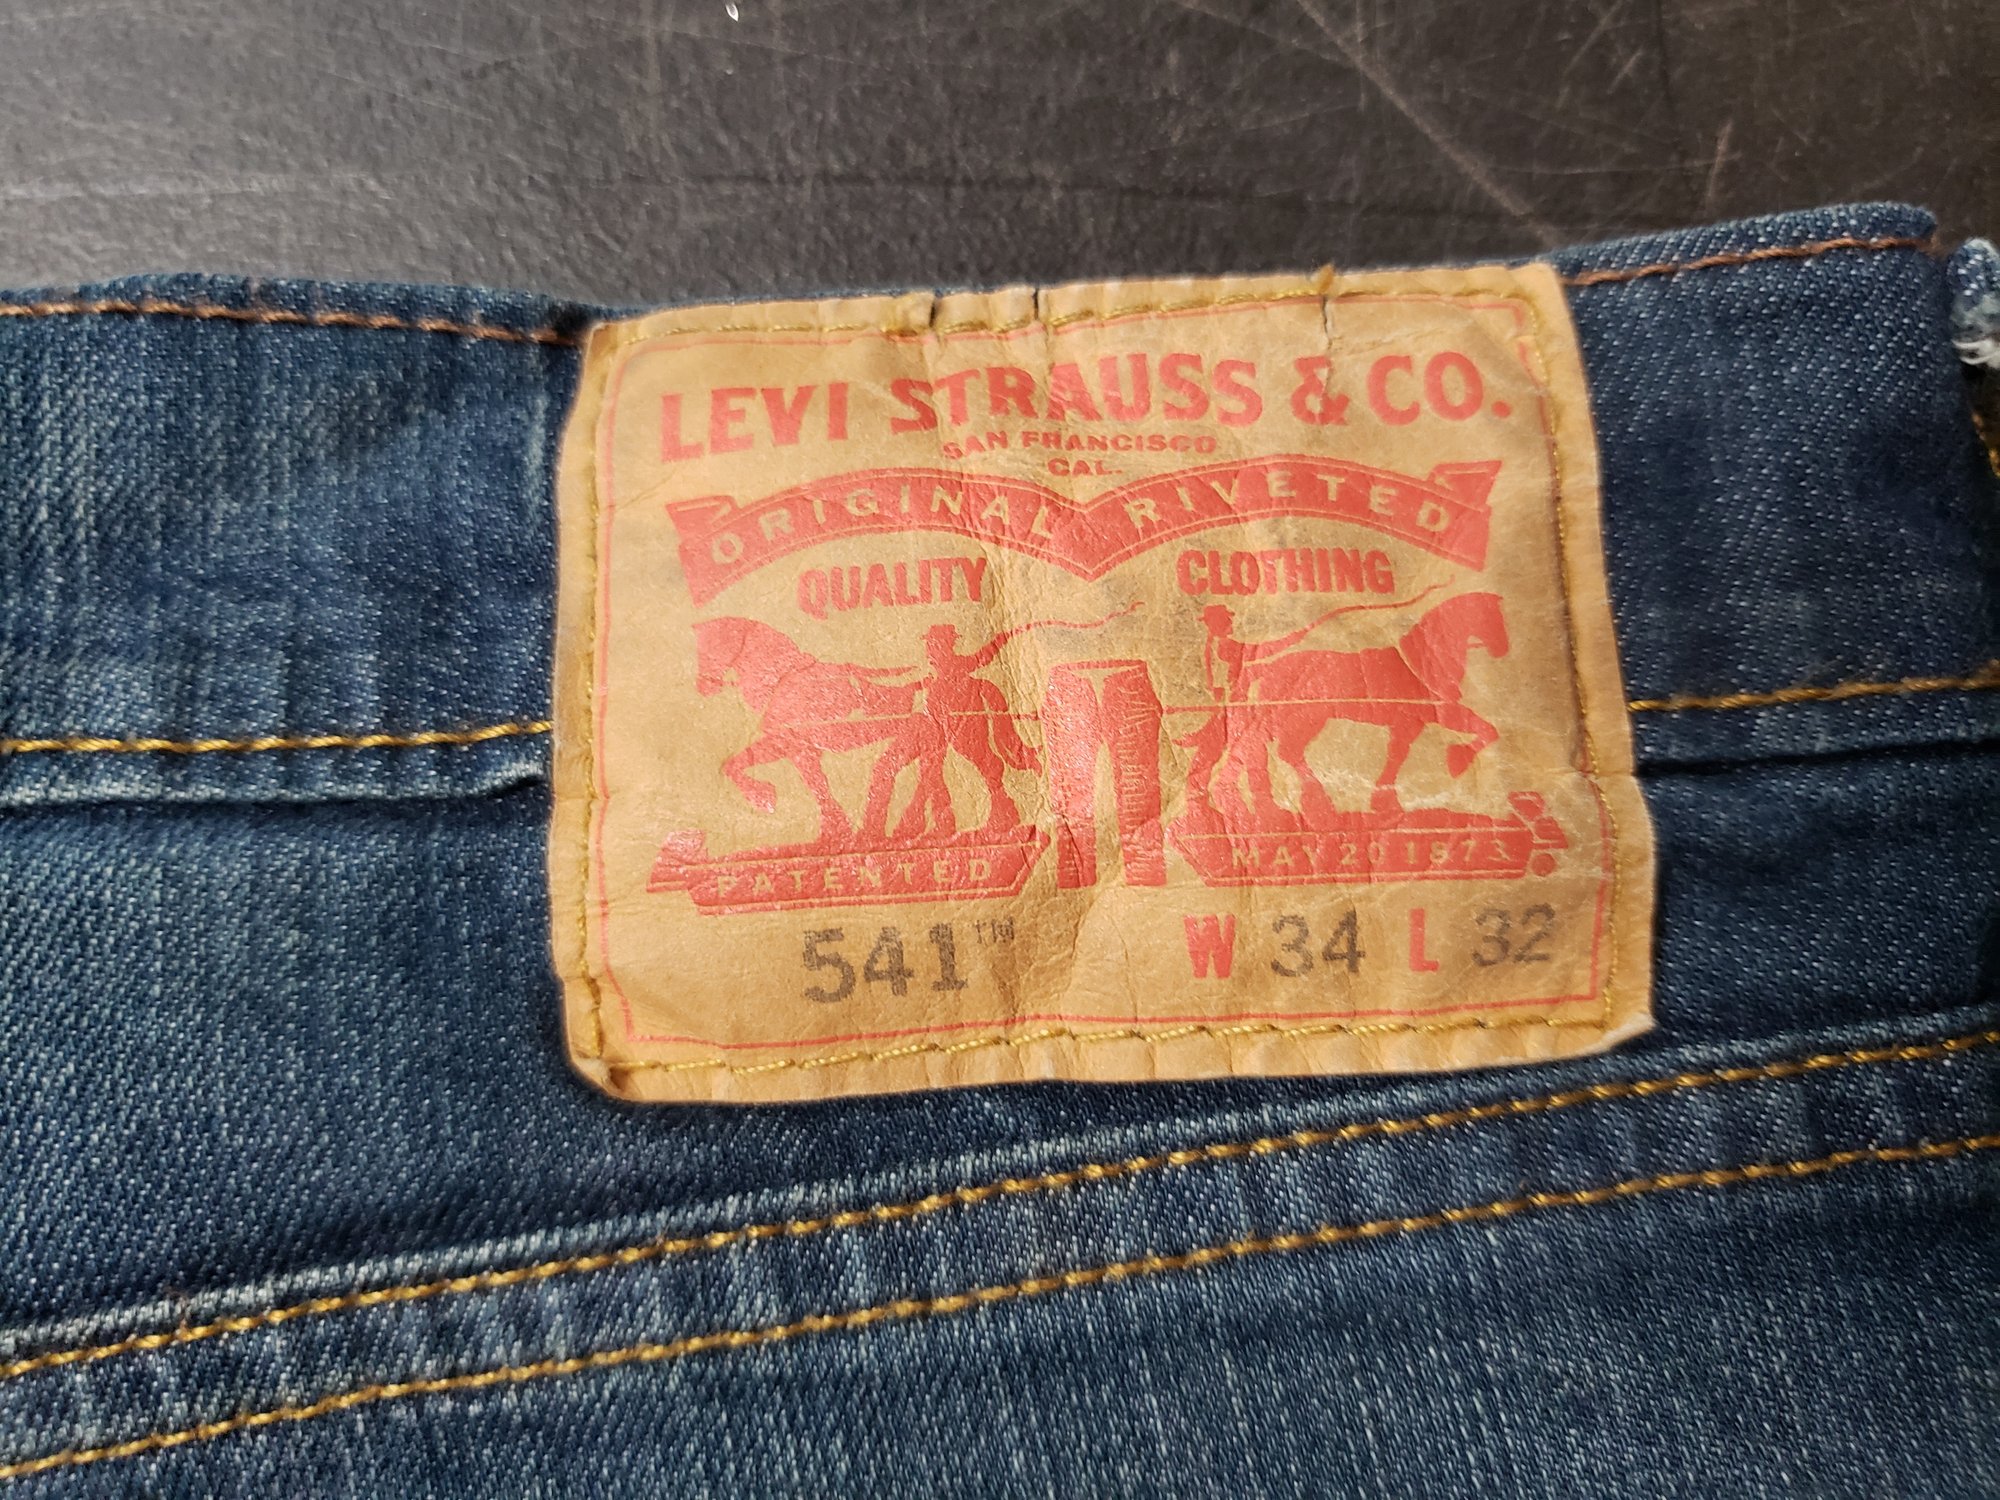 LEVI STRAUSS & CO.
SAN FRANCISCO
CAL.
ORIGINAL RIVETED
QUALITY CLOTHING
PATENTED MAY 20 1873
541™ W 34 L 32